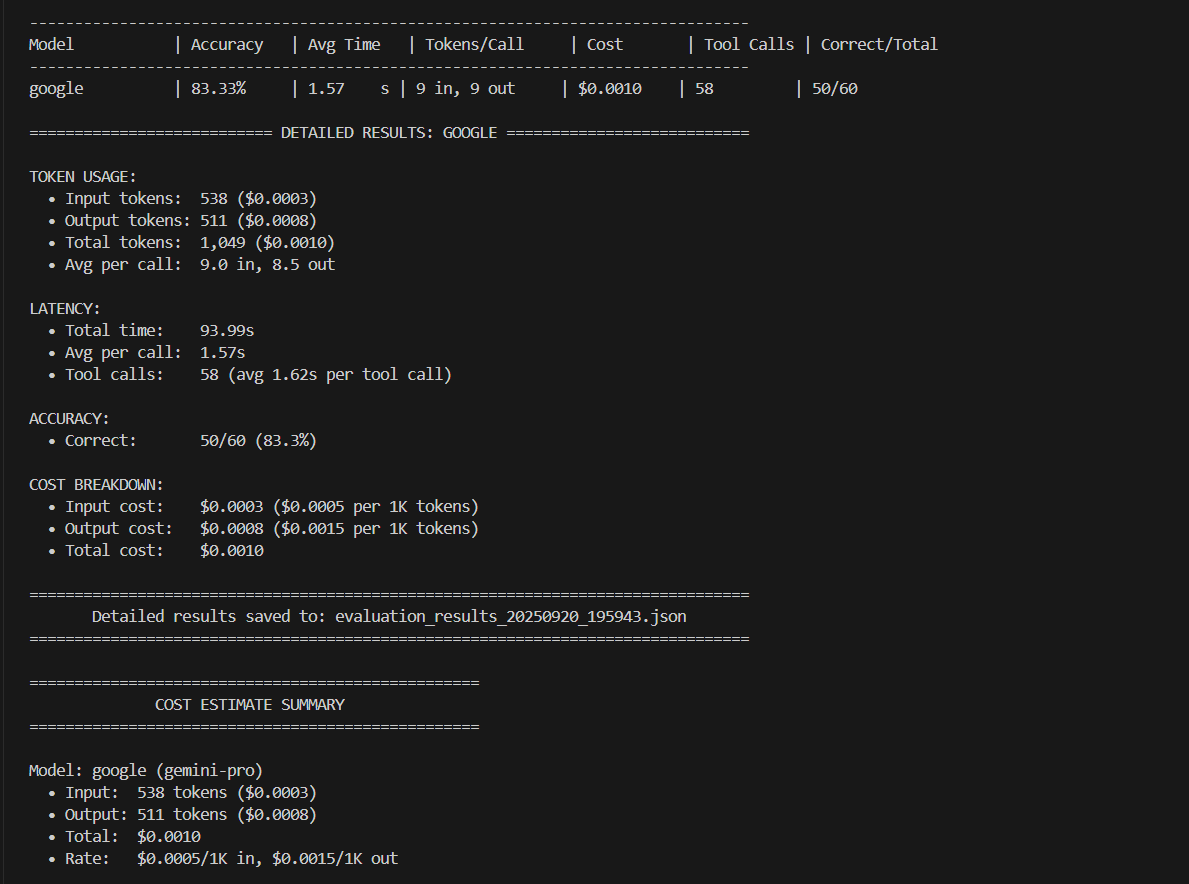 --------------------------------------------------------------------------------
Model | Accuracy | Avg Time | Tokens/Call | Cost | Tool Calls | Correct/Total
--------------------------------------------------------------------------------
google | 83.33% | 1.57 s | 9 in, 9 out | $0.0010 | 58 | 50/60
=========================== DETAILED RESULTS: GOOGLE ===========================
TOKEN USAGE:
• Input tokens: 538 ($0.0003)
• Output tokens: 511 ($0.0008)
• Total tokens: 1,049 ($0.0010)
• Avg per call: 9.0 in, 8.5 out
LATENCY:
• Total time: 93.99s
• Avg per call: 1.57s
• Tool calls: 58 (avg 1.62s per tool call)
ACCURACY:
• Correct: 50/60 (83.3%)
COST BREAKDOWN:
• Input cost: $0.0003 ($0.0005 per 1K tokens)
• Output cost: $0.0008 ($0.0015 per 1K tokens)
• Total cost: $0.0010
================================================================================
Detailed results saved to: evaluation_results_20250920_195943.json
================================================================================
==================================================
COST ESTIMATE SUMMARY
==================================================
Model: google (gemini-pro)
• Input: 538 tokens ($0.0003)
• Output: 511 tokens ($0.0008)
• Total: $0.0010
• Rate: $0.0005/1K in, $0.0015/1K out